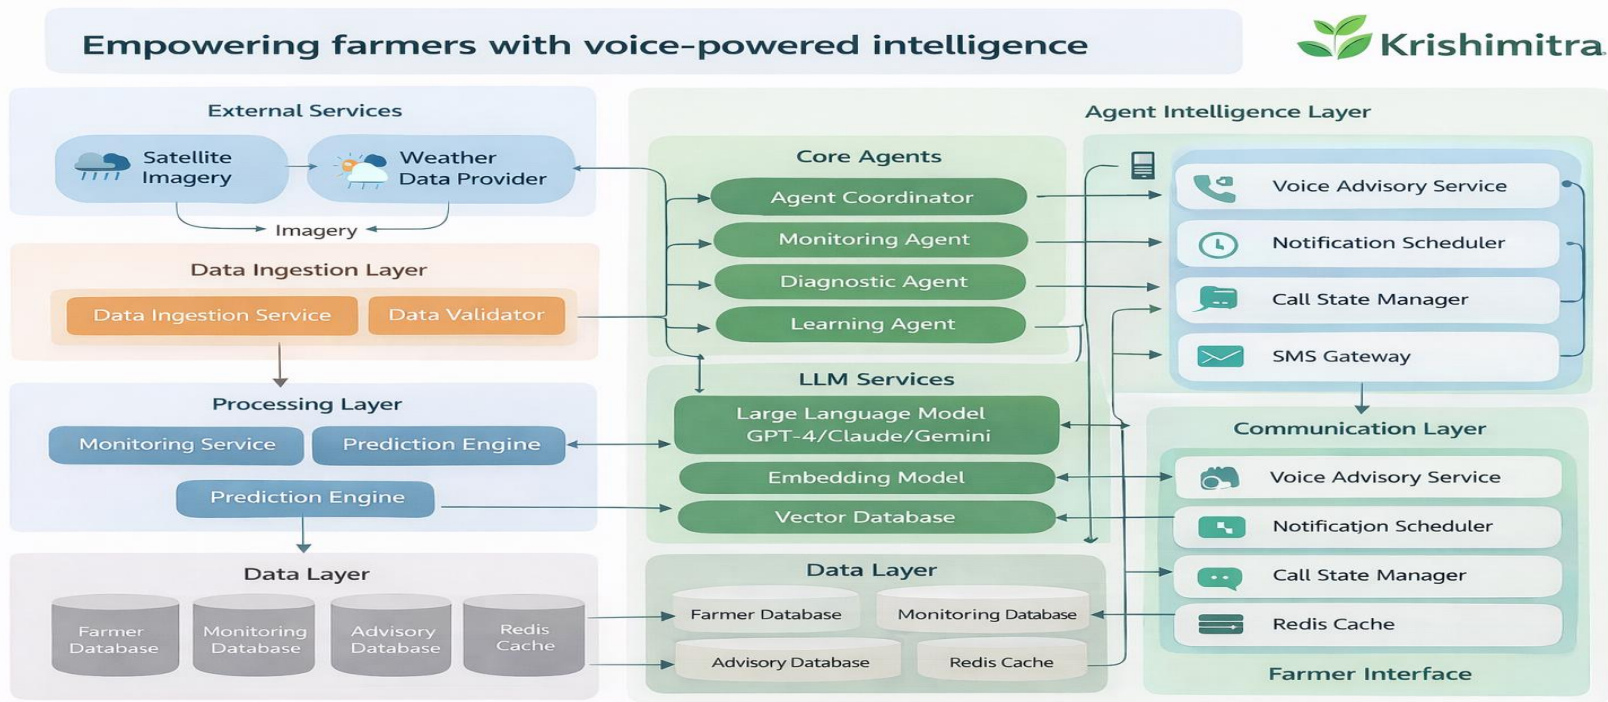 Empowering farmers with voice-powered intelligence
Krishimitra
External Services
Satellite
Imagery
Weather
Data Provider
Imagery
Data Ingestion Layer
Data Ingestion Service
Data Validator
Processing Layer
Monitoring Service
Prediction Engine
Prediction Engine
Data Layer
Farmer
Database
Monitoring
Database
Advisory
Database
Redis
Cache
Agent Intelligence Layer
Core Agents
Agent Coordinator
Monitoring Agent
Diagnostic Agent
Learning Agent
LLM Services
Large Language Model
GPT-4/Claude/Gemini
Embedding Model
Vector Database
Data Layer
Farmer Database
Monitoring Database
Advisory Database
Redis Cache
Voice Advisory Service
Notification Scheduler
Call State Manager
SMS Gateway
Communication Layer
Voice Advisory Service
Notification Scheduler
Call State Manager
Redis Cache
Farmer Interface